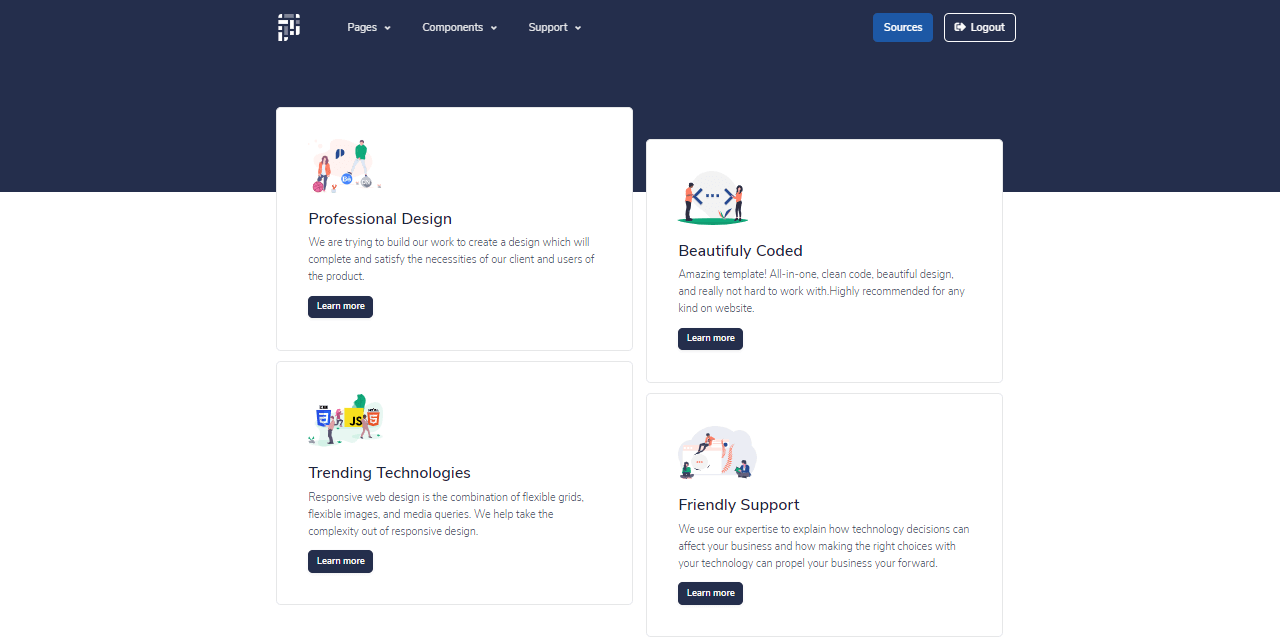 Pages
Components
Support
Sources
Logout
Professional Design
We are trying to build our work to create a design which will
complete and satisfy the necessities of our client and users of
the product.
Learn more
Beautifuly Coded
Amazing template! All-in-one, clean code, beautiful design,
and really not hard to work with.Highly recommended for any
kind on website.
Learn more
JS
Trending Technologies
Responsive web design is the combination of flexible grids,
flexible images, and media queries. We help take the
complexity out of responsive design.
Learn more
Friendly Support
We use our expertise to explain how technology decisions can
affect your business and how making the right choices with
your technology can propel your business your forward.
Learn more